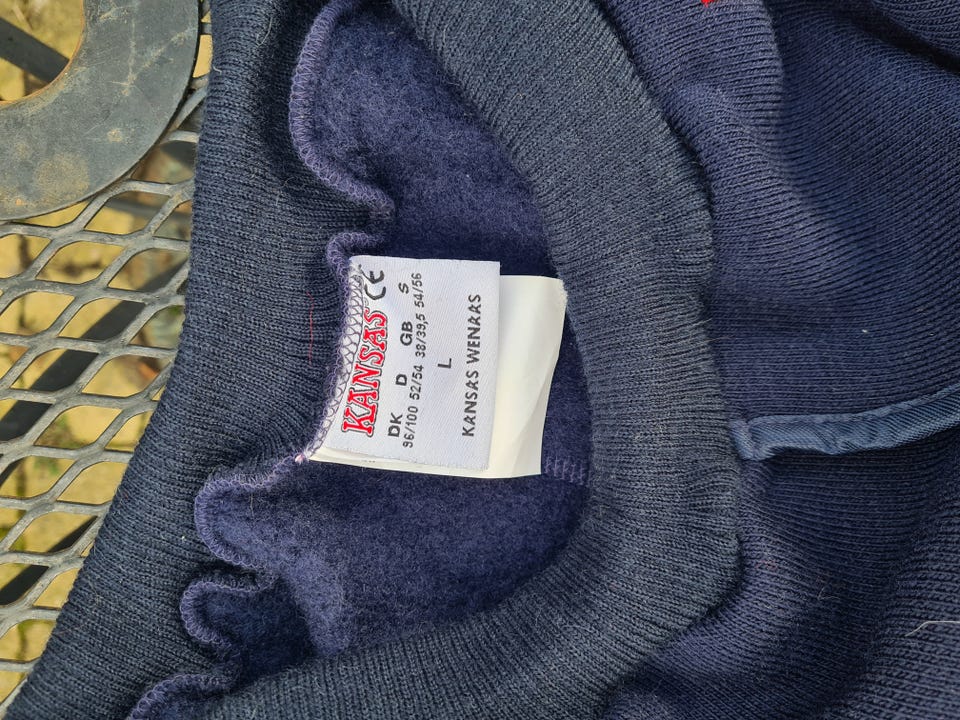 KANSAS CE
DK D GB S
96/100 52/54 38/39,5 54/56
L
KANSAS WENAAS